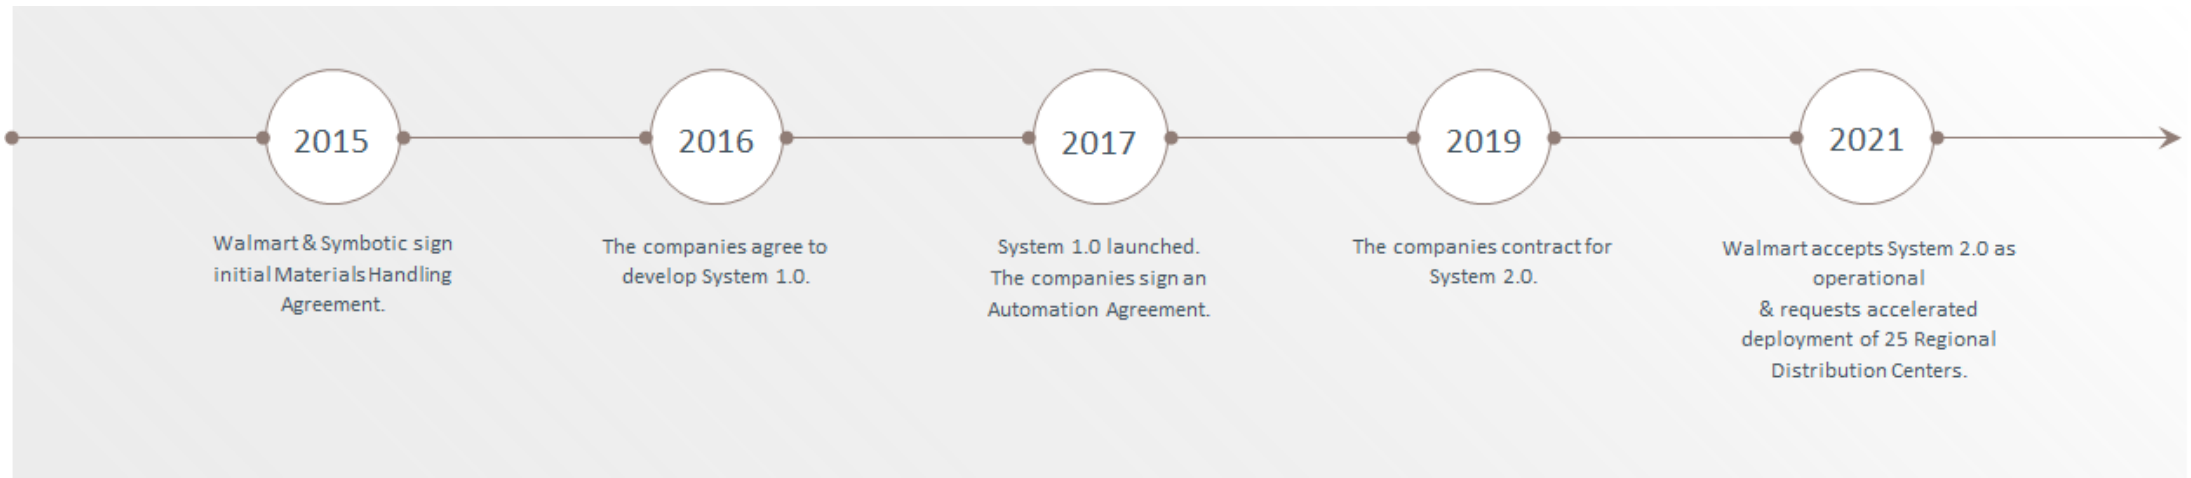 2015
Walmart & Symbotic sign
initial Materials Handling
Agreement.
2016
The companies agree to
develop System 1.0.
2017
System 1.0 launched.
The companies sign an
Automation Agreement.
2019
The companies contract for
System 2.0.
2021
Walmart accepts System 2.0 as
operational
& requests accelerated
deployment of 25 Regional
Distribution Centers.